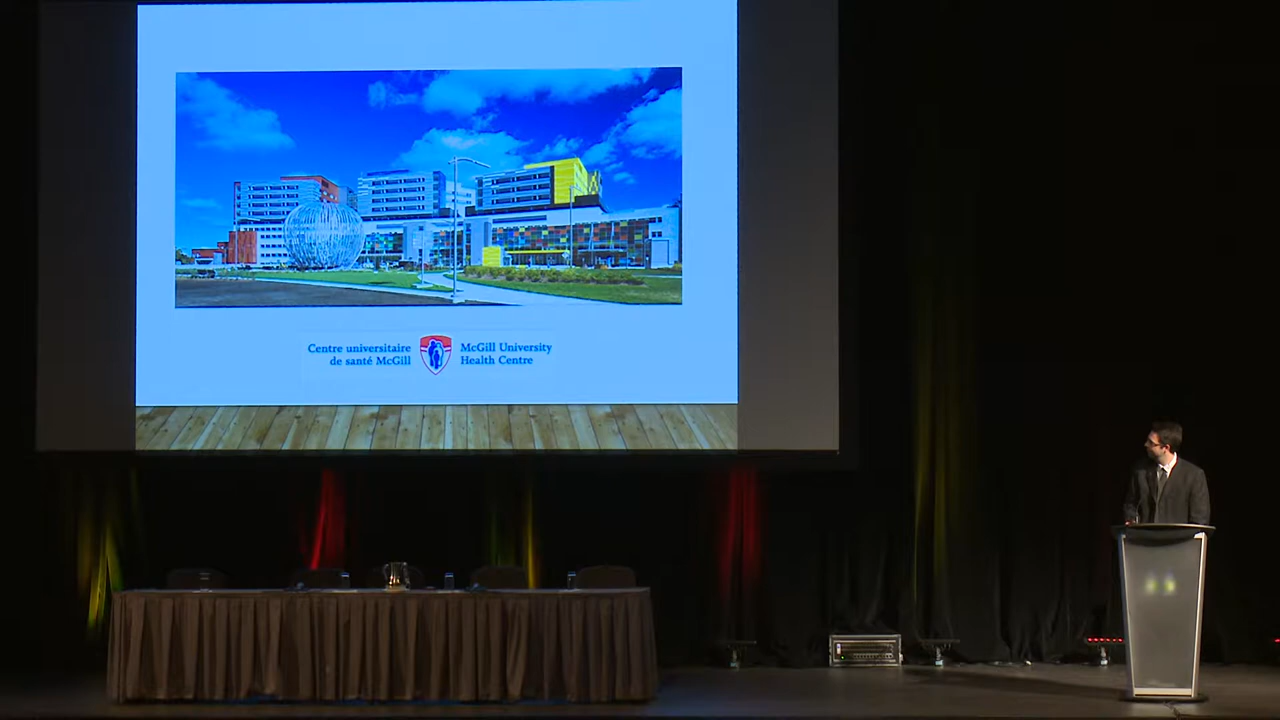 Centre universitaire
de santé McGill
McGill University
Health Centre